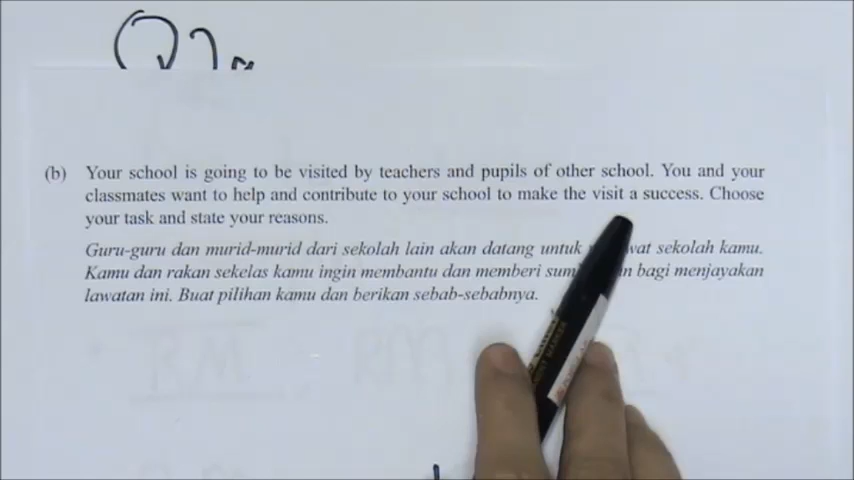 (b) Your school is going to be visited by teachers and pupils of other school. You and your
classmates want to help and contribute to your school to make the visit a success. Choose
your task and state your reasons.
Guru-guru dan murid-murid dari sekolah lain akan datang untuk sekolah kamu.
Kamu dan rakan sekelas kamu ingin membantu dan memberi bagi menjayakan
lawatan ini. Buat pilihan kamu dan berikan sebab-sebabnya.